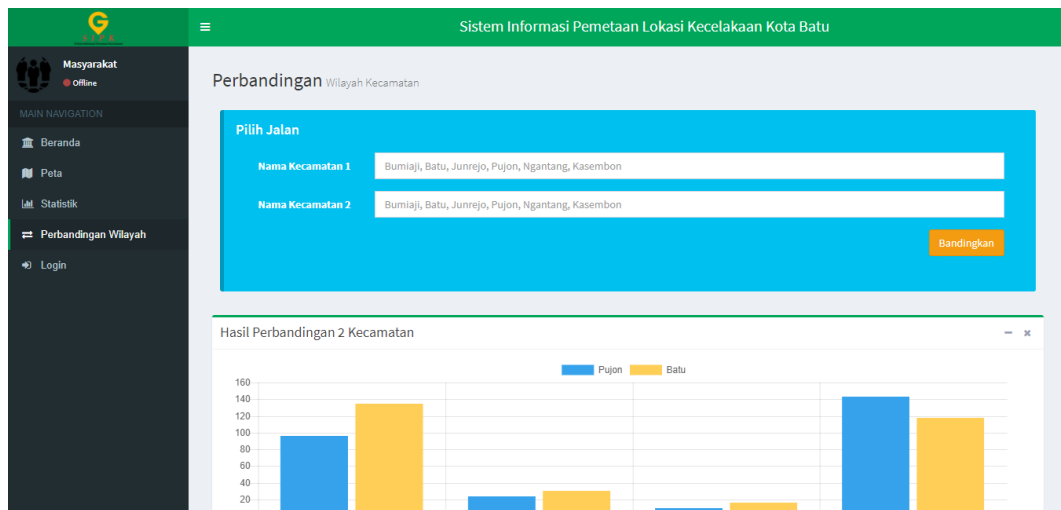 S I P K
Sistem Informasi Pemetaan Lokasi Kecelakaan Kota Batu
Masyarakat
Offline
MAIN NAVIGATION
Beranda
Peta
Statistik
Perbandingan Wilayah
Login
Perbandingan Wilayah Kecamatan
Pilih Jalan
Nama Kecamatan 1 Bumiaji, Batu, Junrejo, Pujon, Ngantang, Kasembon
Nama Kecamatan 2 Bumiaji, Batu, Junrejo, Pujon, Ngantang, Kasembon
Bandingkan
Hasil Perbandingan 2 Kecamatan
Pujon Batu
160
140
120
100
80
60
40
20